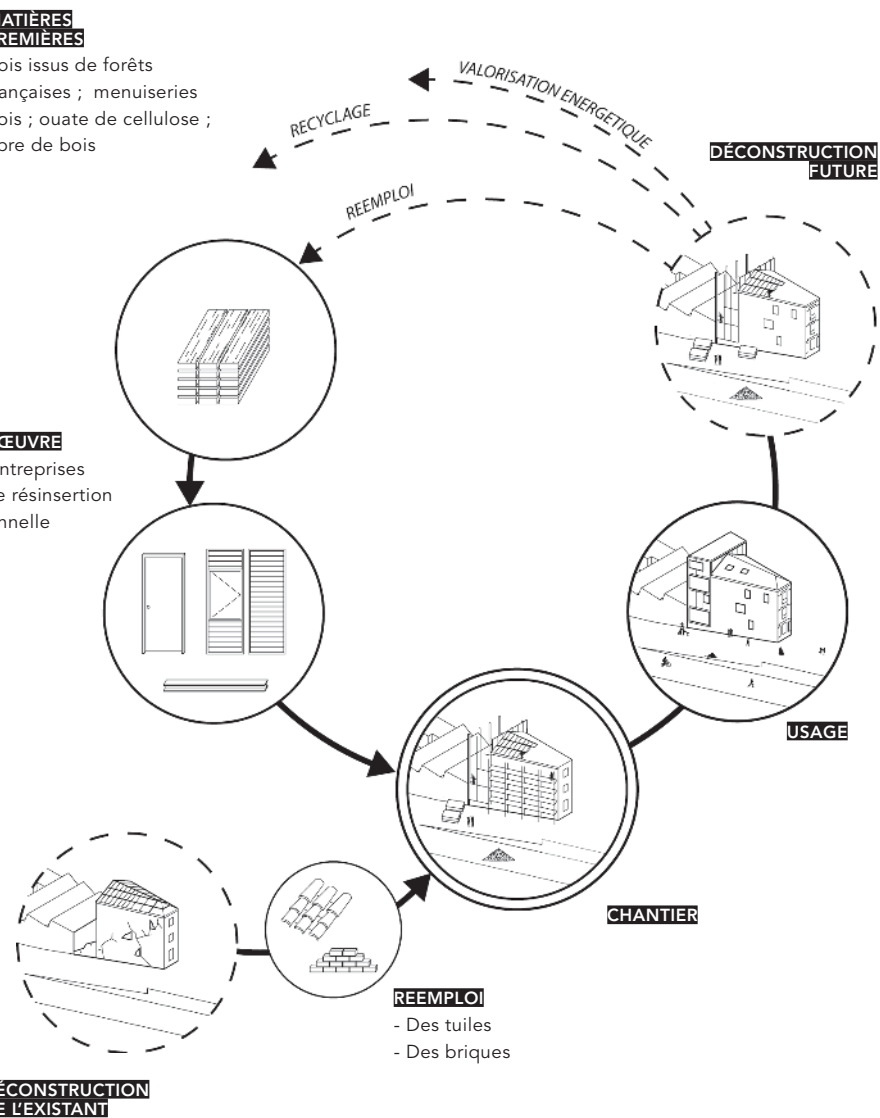 ATIÈRES
REMIÈRES
ois issus de forêts
ançaises ; menuiseries
ois ; ouate de cellulose ;
bre de bois
VALORISATION ENERGETIQUE
RECYCLAGE
REEMPLOI
DÉCONSTRUCTION
FUTURE
ŒUVRE
ntreprises
e résinsertion
nnelle
USAGE
CHANTIER
REEMPLOI
- Des tuiles
- Des briques
ÉCONSTRUCTION
E L'EXISTANT